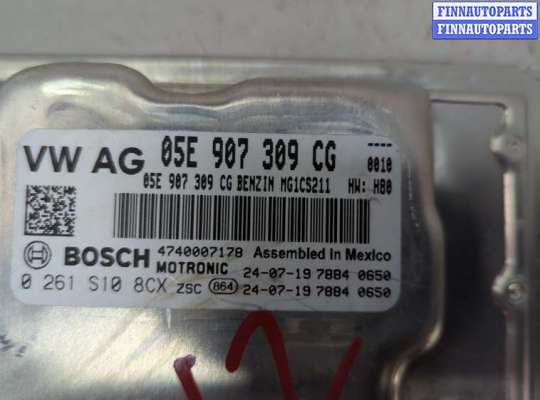 FINNAUTOPARTS
FINNAUTOPARTS
VW AG 05E 907 309 CG ----
0010
05E 907 309 CG BENZIN MG1CS211 HW: H80
BOSCH 4740007178 Assembled in Mexico
MOTRONIC 24-07-19 7884 0650
0 261 S10 8CX ZSC 864 24-07-19 7884 0650